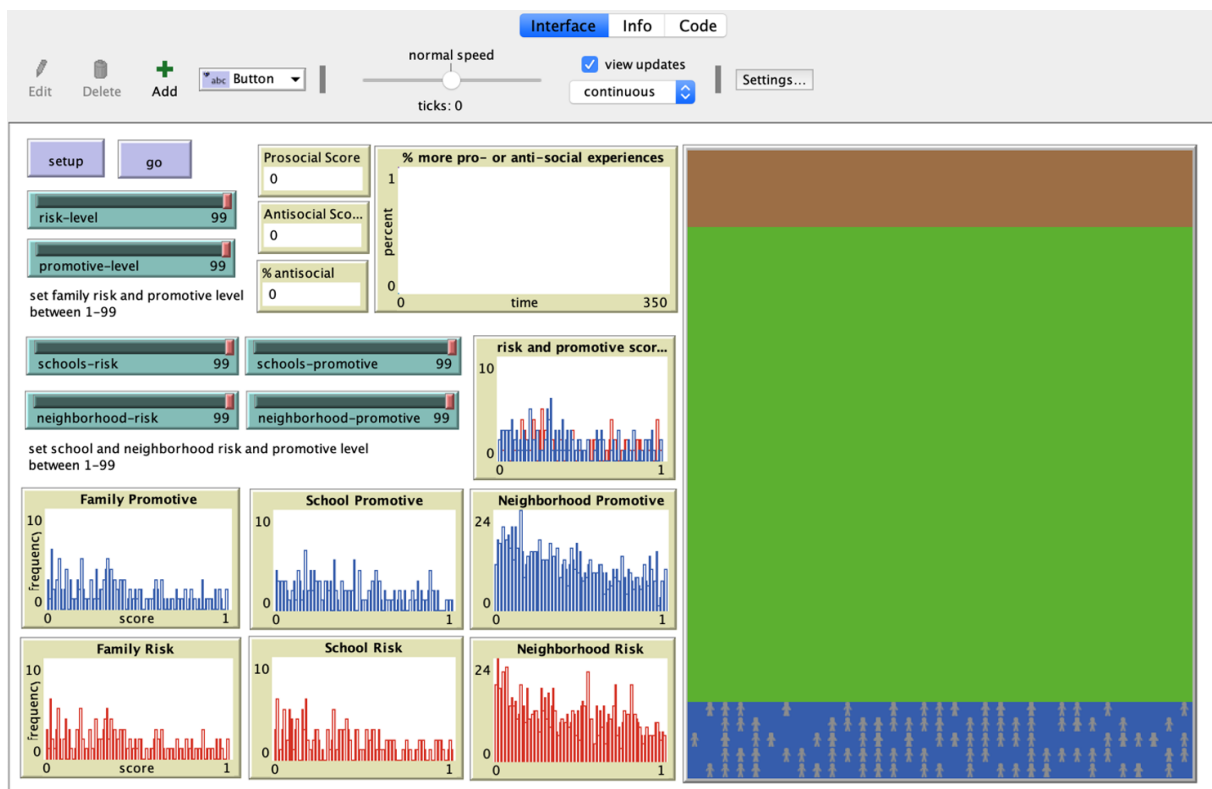 Interface Info Code
normal speed
view updates
Edit Delete Add abc Button continuous Settings...
ticks: 0
setup go
risk-level 99
promotive-level 99
set family risk and promotive level
between 1-99
Prosocial Score
0
Antisocial Sco...
0
% antisocial
0
% more pro- or anti-social experiences
1
percent
0
0 time 350
schools-risk 99 schools-promotive 99
neighborhood-risk 99 neighborhood-promotive 99
set school and neighborhood risk and promotive level
between 1-99
risk and promotive scor...
10
0
0 1
Family Promotive
10
frequency
0
0 score 1
School Promotive
10
0
0 1
Neighborhood Promotive
24
0
0 1
Family Risk
10
frequency
0
0 score 1
School Risk
10
0
0 1
Neighborhood Risk
24
0
0 1